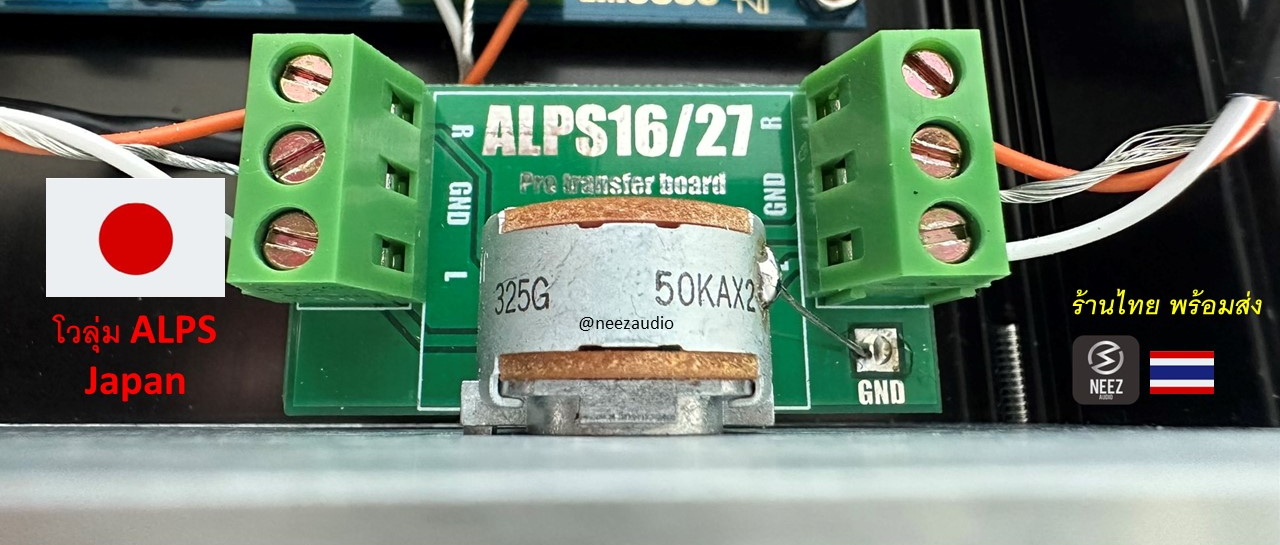 ALPS16/27
Pre transfer board
R
GND
L
R
GND
325G
50KAX2
@neezaudio
GND
โวลุ่ม ALPS
Japan
ร้านไทย พร้อมส่ง
NEEZ
AUDIO